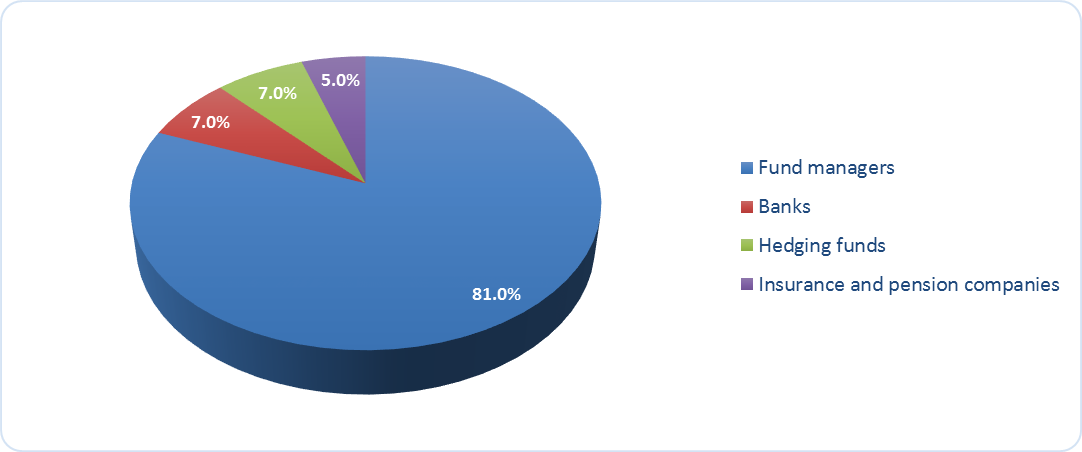 5.0%
7.0%
7.0%
81.0%
Fund managers
Banks
Hedging funds
Insurance and pension companies